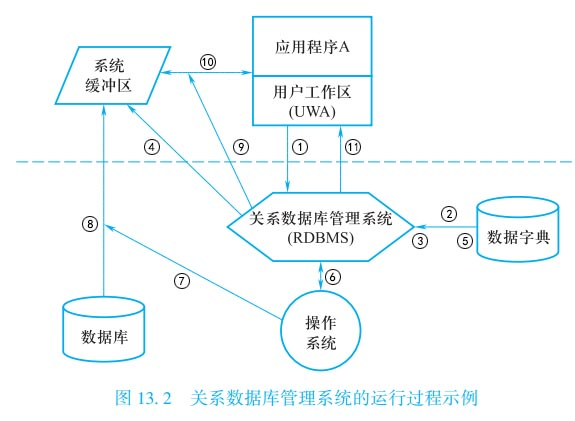 系统
缓冲区
⑩
应用程序A
用户工作区
(UWA)
④
⑨
①
⑪
⑧
关系数据库管理系统
(RDBMS)
②
③
⑤
数据字典
⑥
⑦
数据库
操作
系统
图 13.2 关系数据库管理系统的运行过程示例